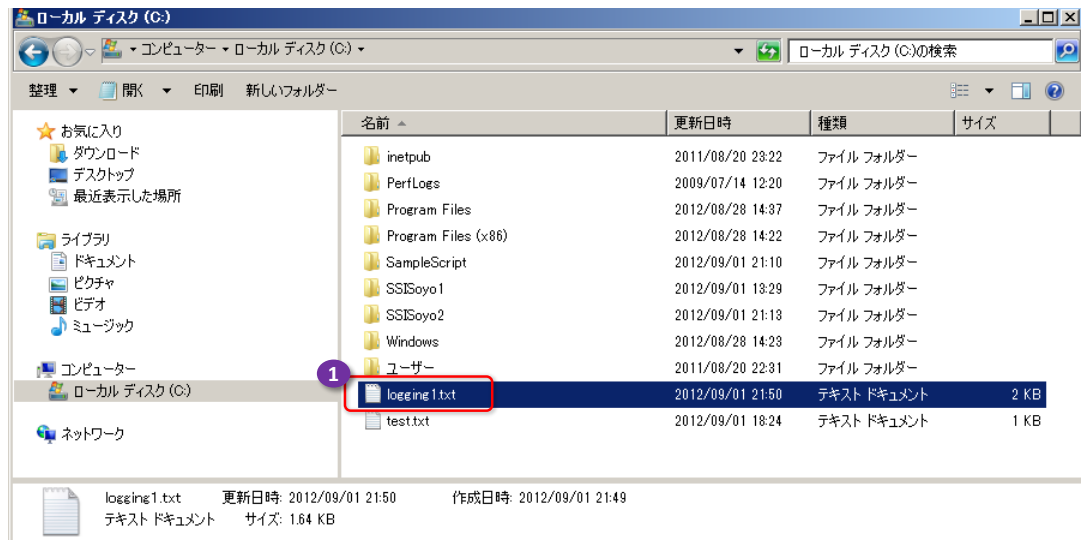 ローカル ディスク (C:)
コンピューター ローカル ディスク (C:) ローカル ディスク (C:)の検索
整理 開く 印刷 新しいフォルダー
お気に入り
ダウンロード
デスクトップ
最近表示した場所
ライブラリ
ドキュメント
ピクチャ
ビデオ
ミュージック
コンピューター
ローカル ディスク (C:)
ネットワーク
名前 更新日時 種類 サイズ
inetpub 2011/08/20 23:22 ファイル フォルダー
PerfLogs 2009/07/14 12:20 ファイル フォルダー
Program Files 2012/08/28 14:37 ファイル フォルダー
Program Files (x86) 2012/08/28 14:22 ファイル フォルダー
SampleScript 2012/09/01 21:10 ファイル フォルダー
SSISoyo1 2012/09/01 13:29 ファイル フォルダー
SSISoyo2 2012/09/01 21:13 ファイル フォルダー
Windows 2012/08/28 14:23 ファイル フォルダー
ユーザー 2011/08/20 22:31 ファイル フォルダー
1
logging1.txt 2012/09/01 21:50 テキスト ドキュメント 2 KB
test.txt 2012/09/01 18:24 テキスト ドキュメント 1 KB
logging1.txt 更新日時: 2012/09/01 21:50 作成日時: 2012/09/01 21:49
テキスト ドキュメント サイズ: 1.64 KB